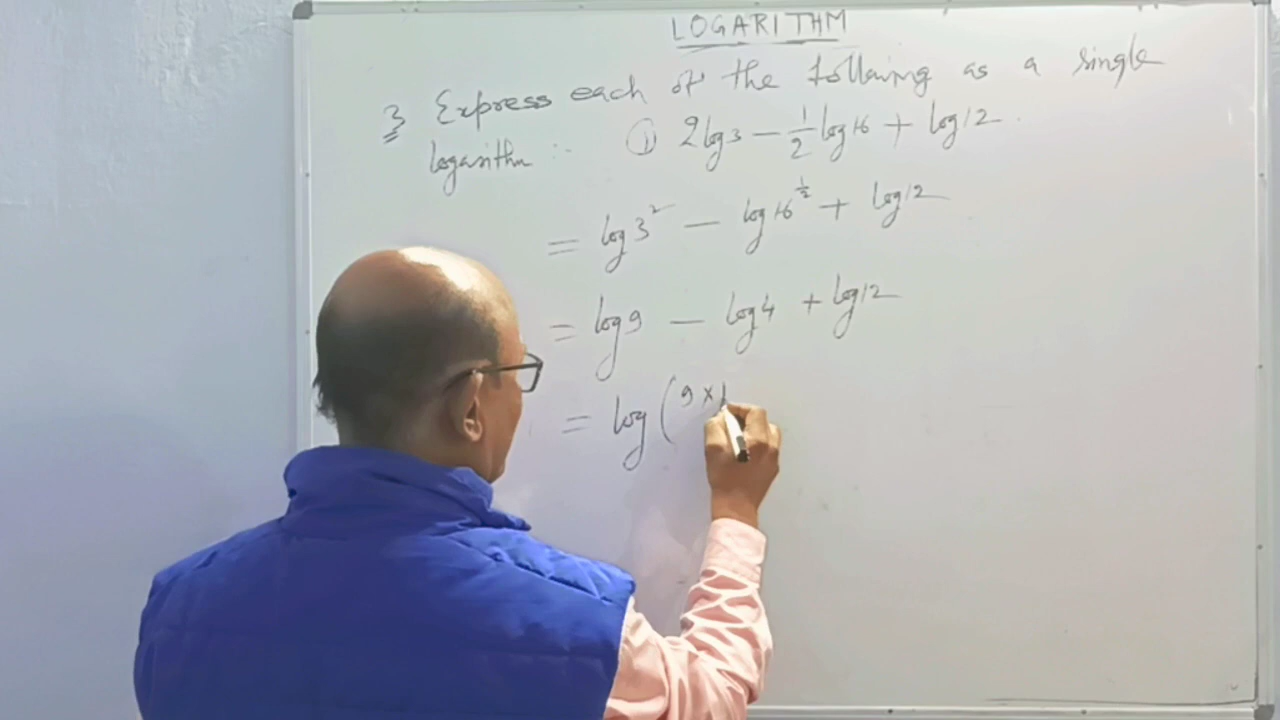 LOGARITHM
3 Express each of the following as a single
logarithm :- ① 2log3 - 1/2 log16 + log12.
= log3² - log16^½ + log12
= log9 - log4 + log12
= log(9×1